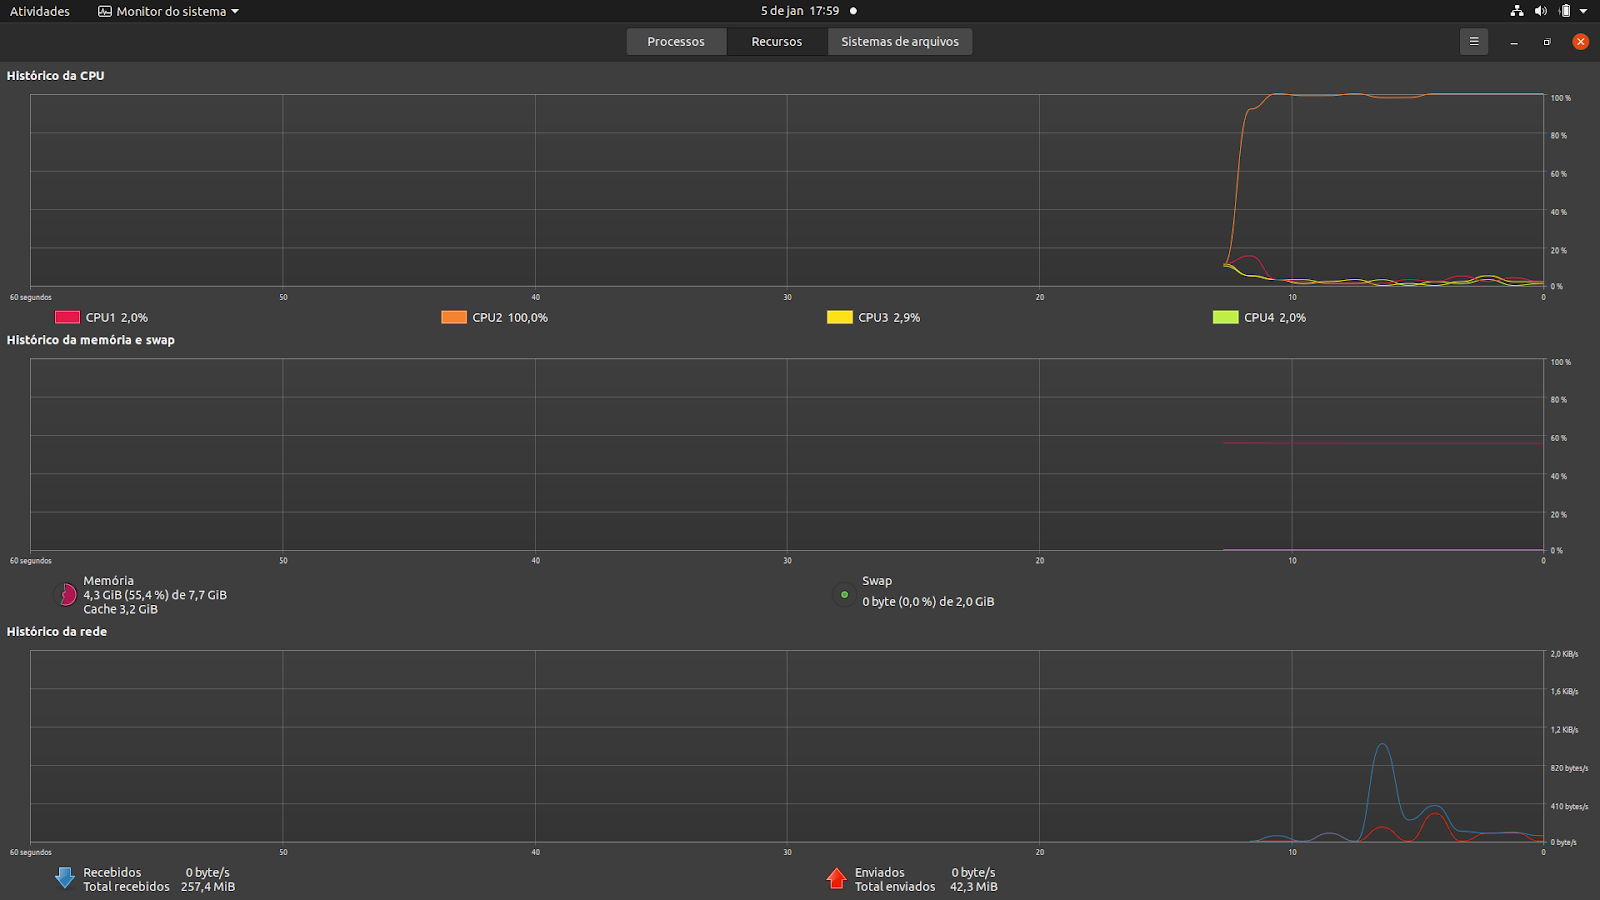 Atividades Monitor do sistema 5 de jan 17:59
Processos Recursos Sistemas de arquivos
Histórico da CPU
100 %
80 %
60 %
40 %
20 %
0 %
60 segundos 50 40 30 20 10 0
CPU1 2,0% CPU2 100,0% CPU3 2,9% CPU4 2,0%
Histórico da memória e swap
100 %
80 %
60 %
40 %
20 %
0 %
60 segundos 50 40 30 20 10 0
Memória
4,3 GiB (55,4 %) de 7,7 GiB
Cache 3,2 GiB
Swap
0 byte (0,0 %) de 2,0 GiB
Histórico da rede
2,0 KiB/s
1,6 KiB/s
1,2 KiB/s
820 bytes/s
410 bytes/s
0 byte/s
60 segundos 50 40 30 20 10 0
Recebidos 0 byte/s
Total recebidos 257,4 MiB
Enviados 0 byte/s
Total enviados 42,3 MiB